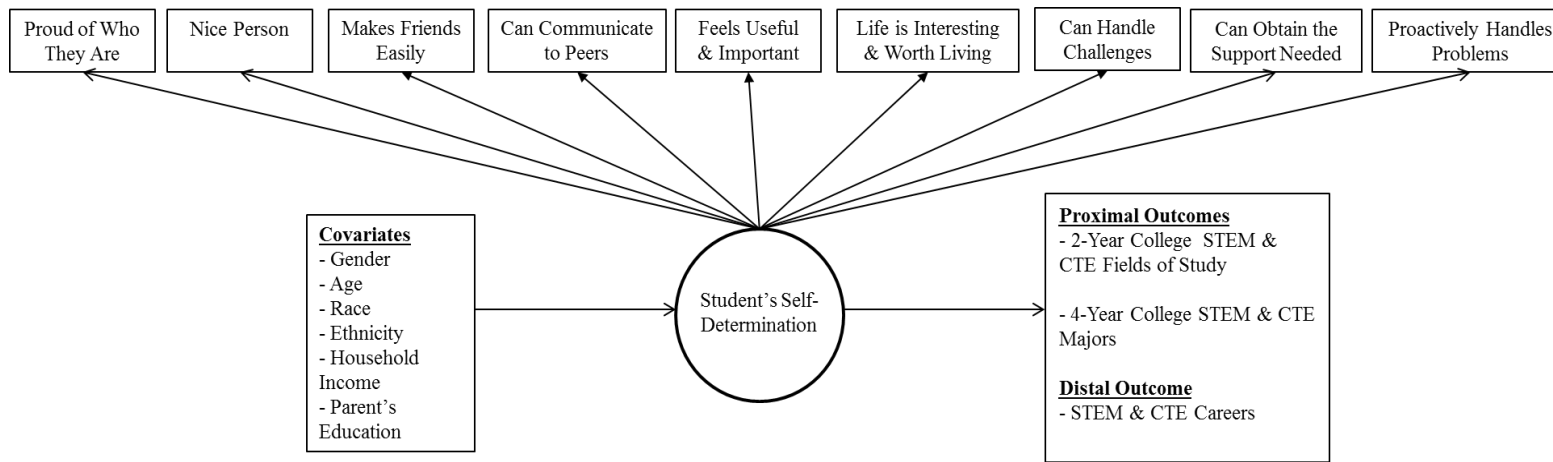 Proud of Who
They Are
Nice Person
Makes Friends
Easily
Can Communicate
to Peers
Feels Useful
& Important
Life is Interesting
& Worth Living
Can Handle
Challenges
Can Obtain the
Support Needed
Proactively Handles
Problems
Covariates
- Gender
- Age
- Race
- Ethnicity
- Household
Income
- Parent's
Education
Student's Self-
Determination
Proximal Outcomes
- 2-Year College STEM &
CTE Fields of Study
- 4-Year College STEM & CTE
Majors
Distal Outcome
- STEM & CTE Careers